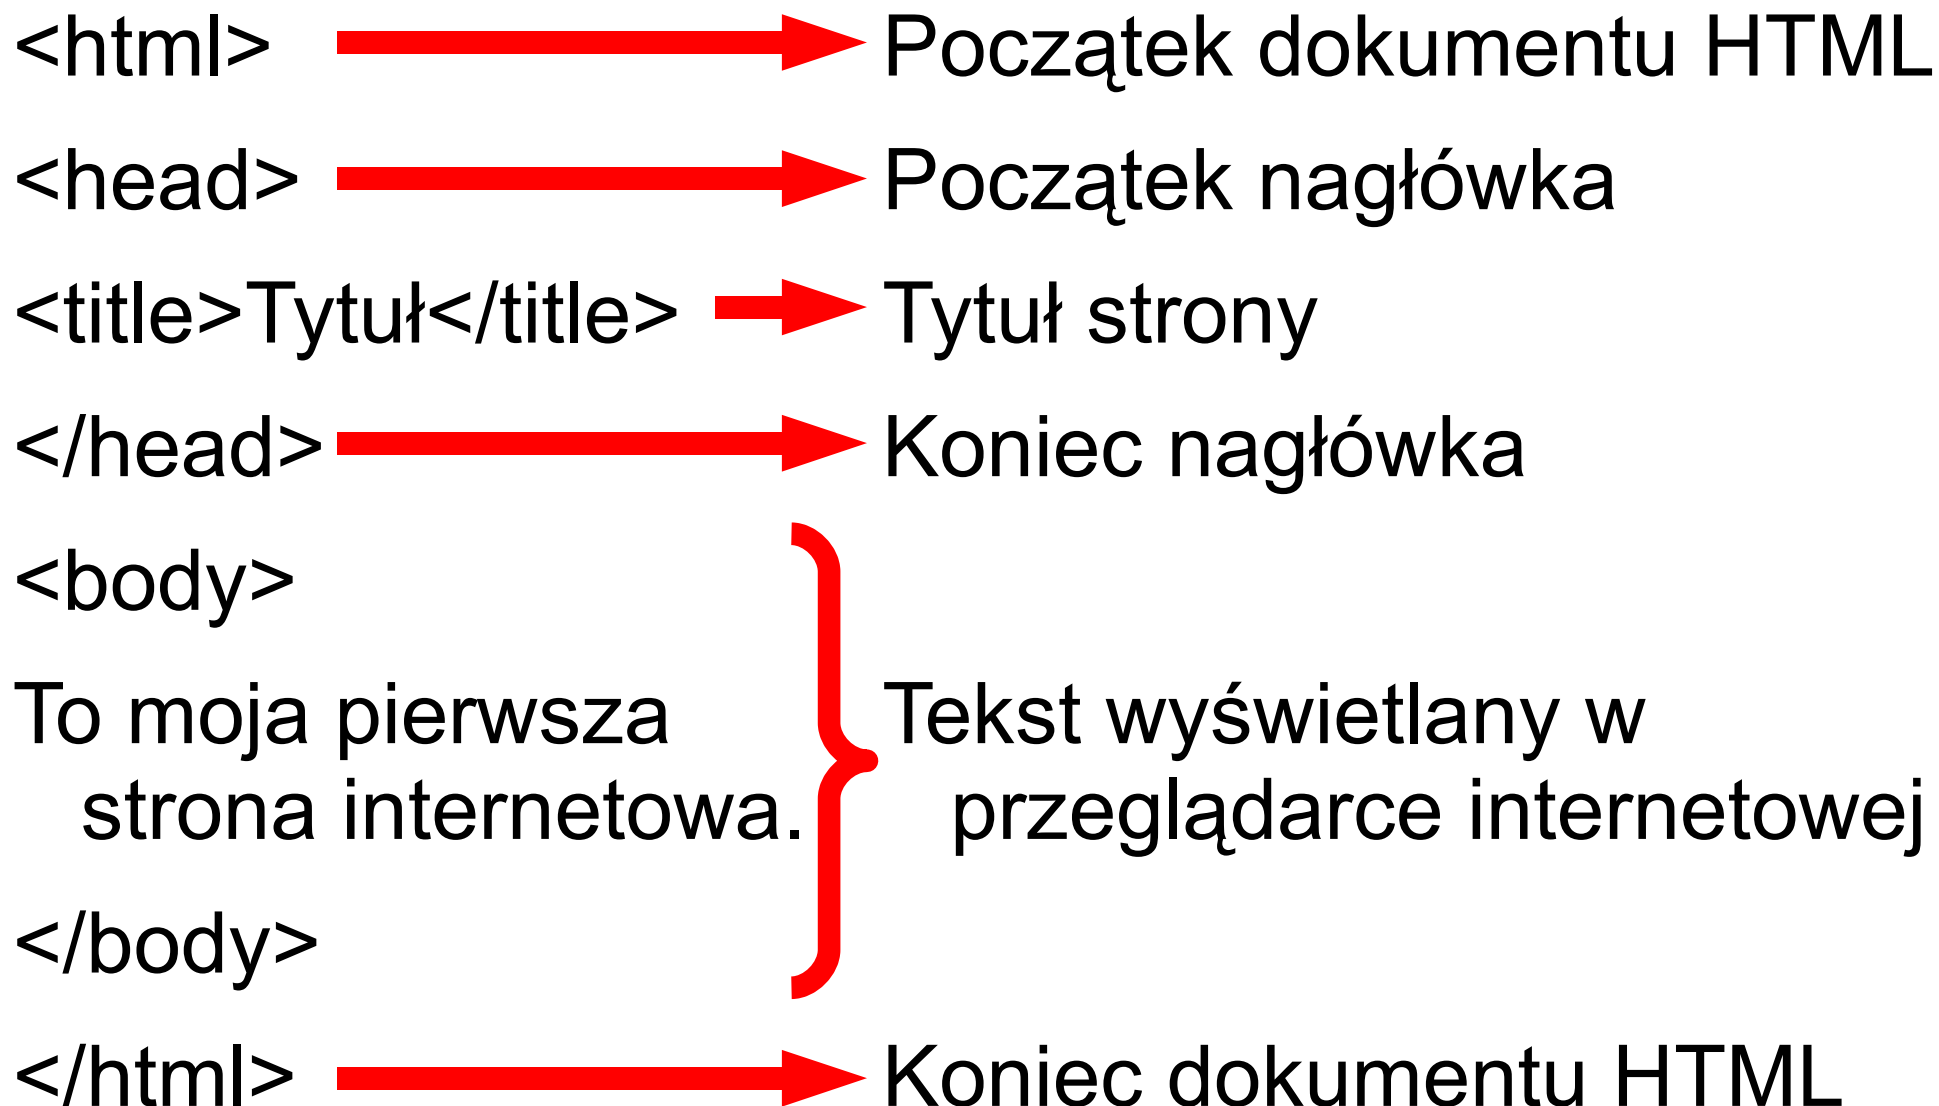 <html> Początek dokumentu HTML
<head> Początek nagłówka
<title>Tytuł</title> Tytuł strony
</head> Koniec nagłówka
<body>
To moja pierwsza
strona internetowa.
Tekst wyświetlany w
przeglądarce internetowej
</body>
</html> Koniec dokumentu HTML